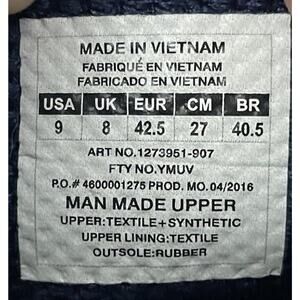 MADE IN VIETNAM
FABRIQUÉ EN VIETNAM
FABRICADO EN VIETNAM
USA UK EUR CM BR
9 8 42.5 27 40.5
ART NO.1273951-907
FTY NO.YMUV
P.O.# 4600001275 PROD. MO.04/2016
MAN MADE UPPER
UPPER:TEXTILE+SYNTHETIC
UPPER LINING:TEXTILE
OUTSOLE:RUBBER